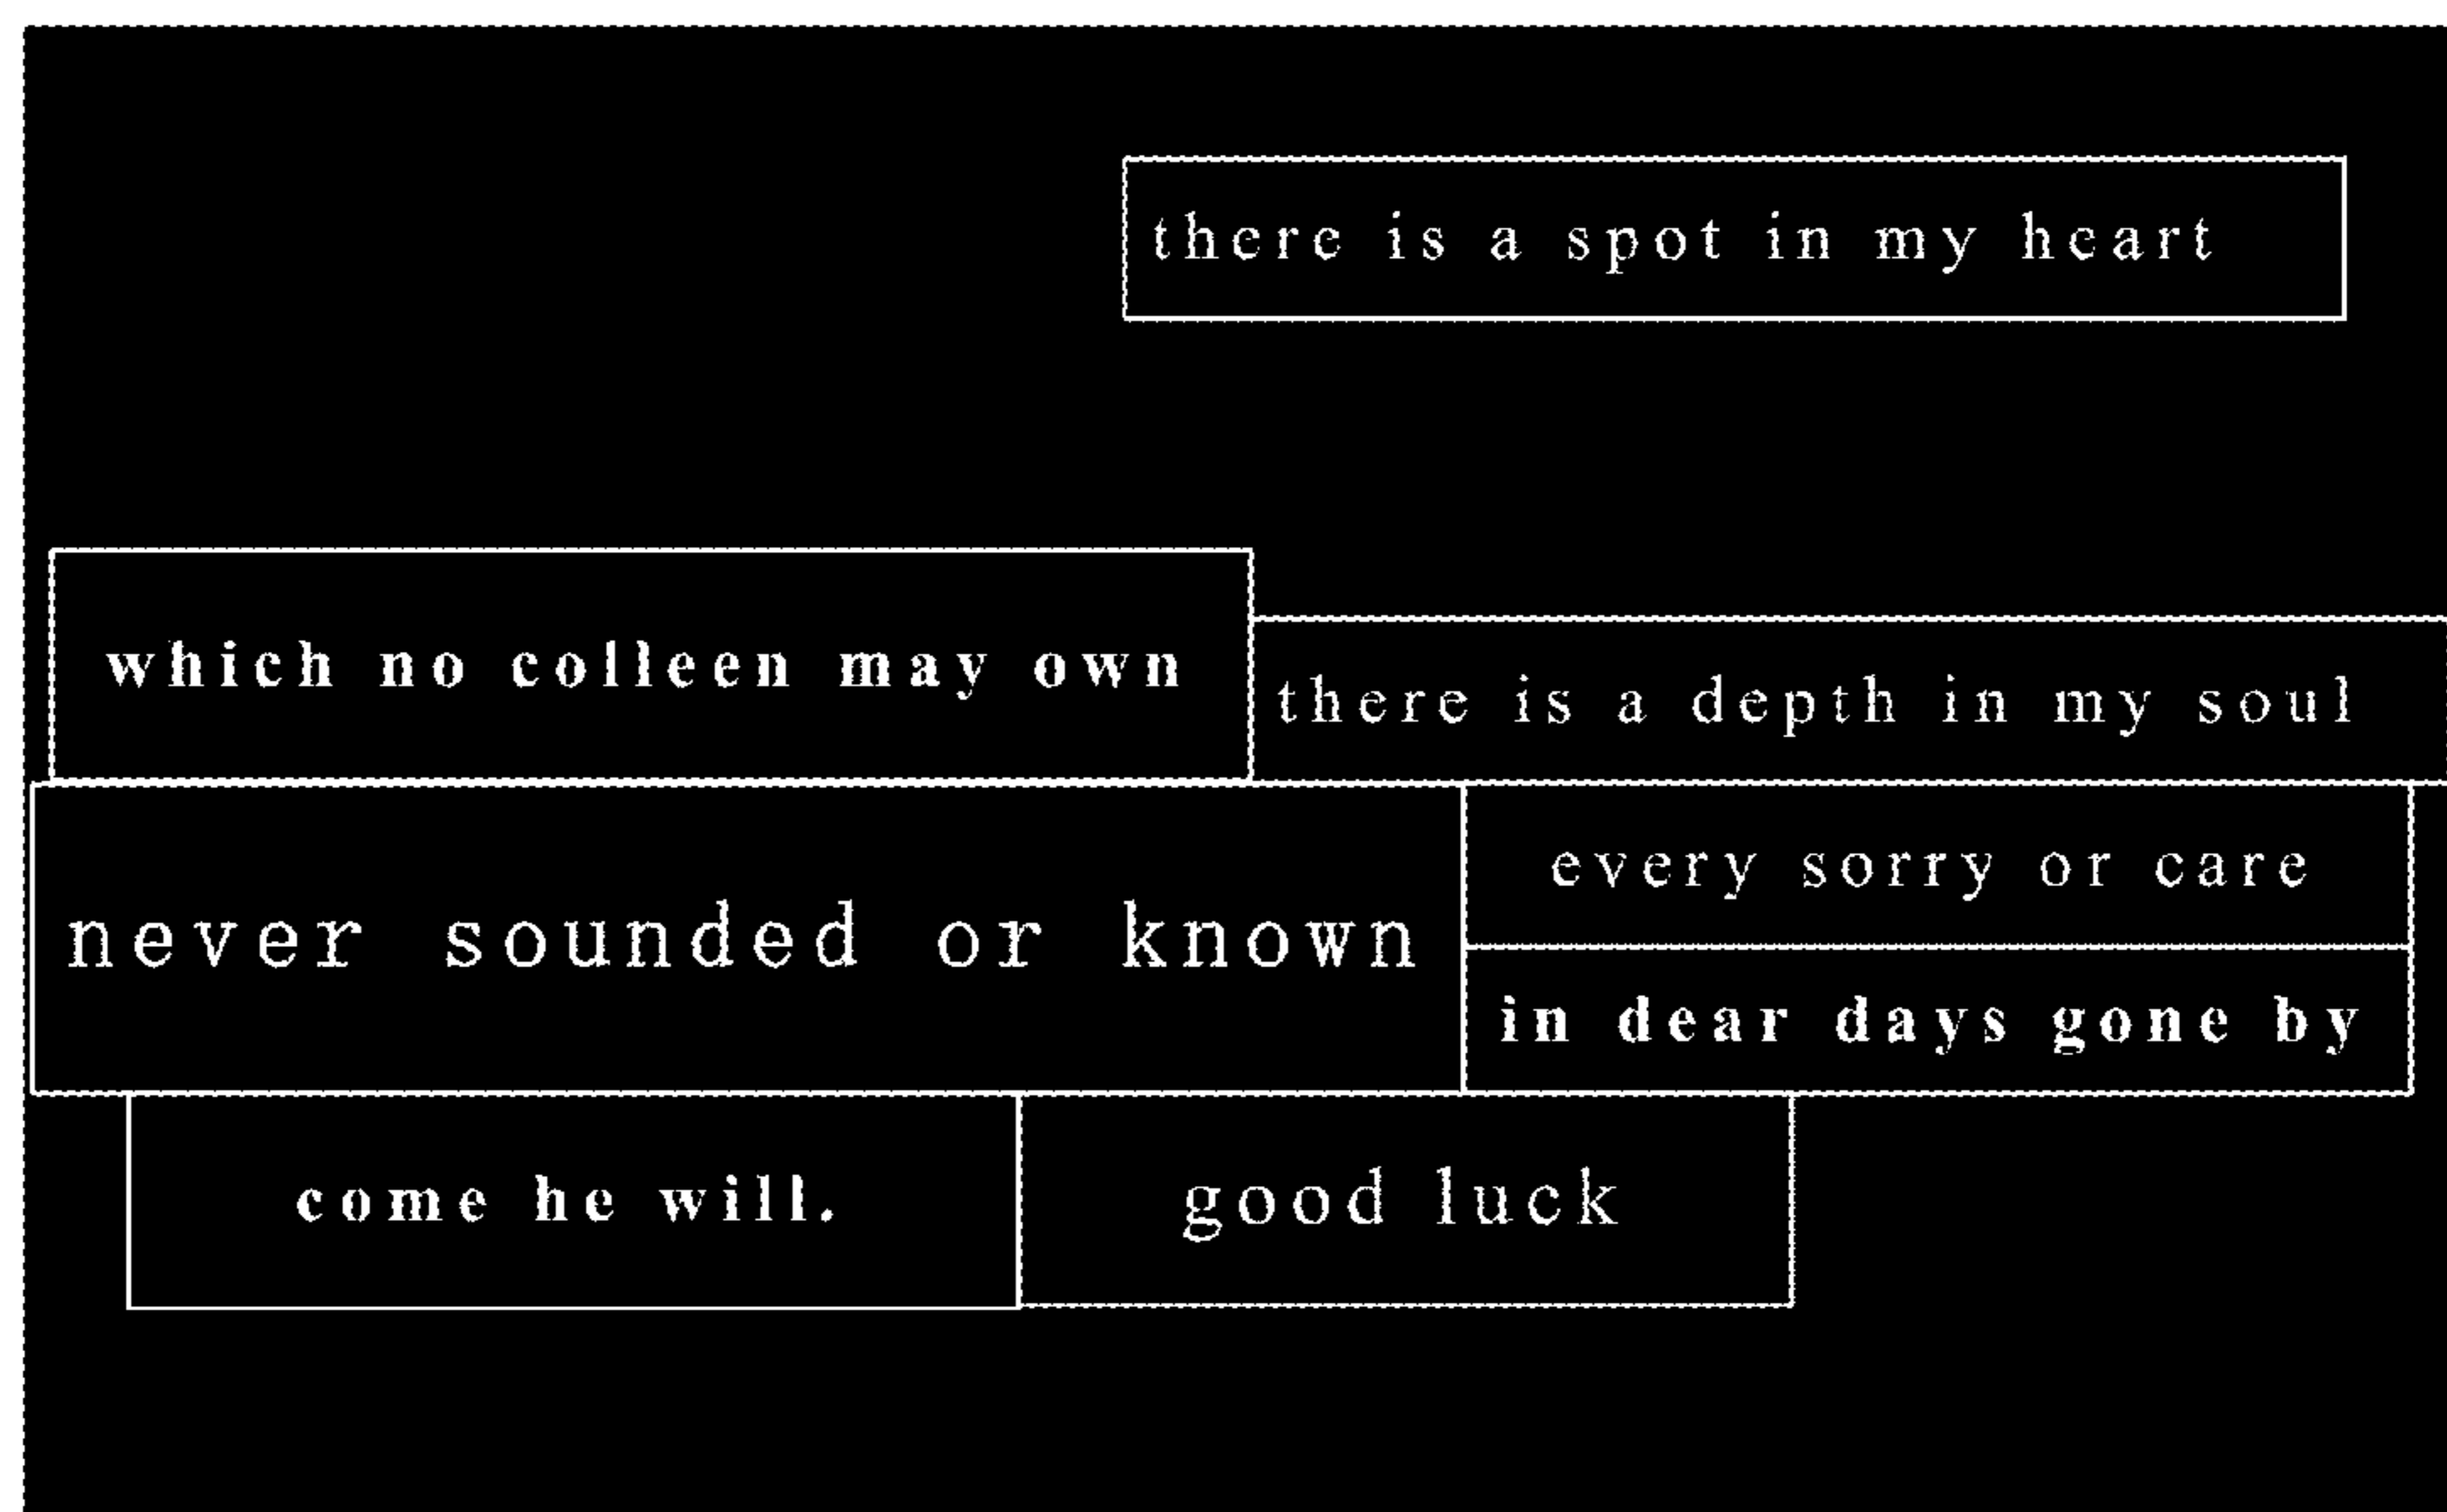 there is a spot in my heart
which no colleen may own
there is a depth in my soul
never sounded or known
every sorry or care
in dear days gone by
come he will.
good luck